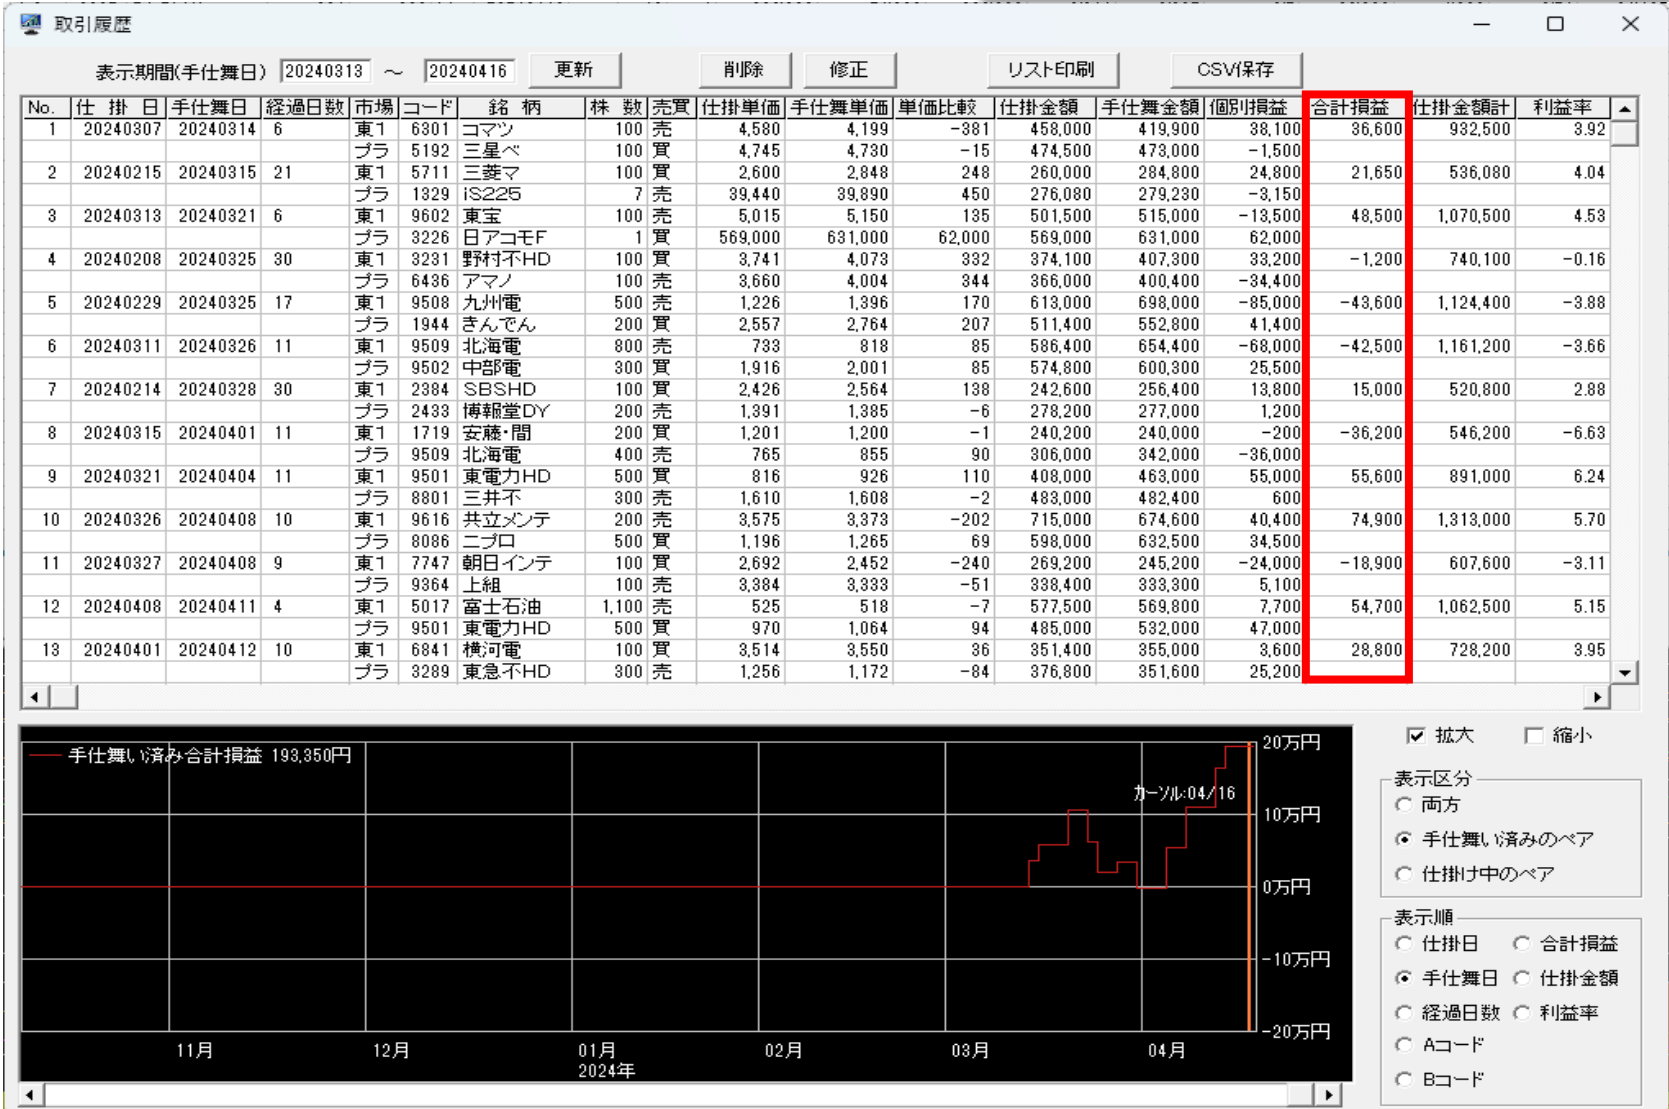 取引履歴
表示期間(手仕舞日) 20240313 ～ 20240416 更新 削除 修正 リスト印刷 CSV保存
No. 仕掛日 手仕舞日 経過日数 市場 コード 銘柄 株数 売買 仕掛単価 手仕舞単価 単価比較 仕掛金額 手仕舞金額 個別損益 合計損益 仕掛金額計 利益率
1 20240307 20240314 6 東1 6301 コマツ 100 売 4,580 4,199 -381 458,000 419,900 38,100 36,600 932,500 3.92
プラ 5192 三星べ 100 買 4,745 4,730 -15 474,500 473,000 -1,500
2 20240215 20240315 21 東1 5711 三菱マ 100 買 2,600 2,848 248 260,000 284,800 24,800 21,650 536,080 4.04
プラ 1329 iS225 7 売 39,440 39,890 450 276,080 279,230 -3,150
3 20240313 20240321 6 東1 9602 東宝 100 売 5,015 5,150 135 501,500 515,000 -13,500 48,500 1,070,500 4.53
プラ 3226 日アコモF 1 買 569,000 631,000 62,000 569,000 631,000 62,000
4 20240208 20240325 30 東1 3231 野村不HD 100 買 3,741 4,073 332 374,100 407,300 33,200 -1,200 740,100 -0.16
プラ 6436 アマノ 100 売 3,660 4,004 344 366,000 400,400 -34,400
5 20240229 20240325 17 東1 9508 九州電 500 売 1,226 1,396 170 613,000 698,000 -85,000 -43,600 1,124,400 -3.88
プラ 1944 きんでん 200 買 2,557 2,764 207 511,400 552,800 41,400
6 20240311 20240326 11 東1 9509 北海電 800 売 733 818 85 586,400 654,400 -68,000 -42,500 1,161,200 -3.66
プラ 9502 中部電 300 買 1,916 2,001 85 574,800 600,300 25,500
7 20240214 20240328 30 東1 2384 SBSHD 100 買 2,426 2,564 138 242,600 256,400 13,800 15,000 520,800 2.88
プラ 2433 博報堂DY 200 売 1,391 1,385 -6 278,200 277,000 1,200
8 20240315 20240401 11 東1 1719 安藤・間 200 買 1,201 1,200 -1 240,200 240,000 -200 -36,200 546,200 -6.63
プラ 9509 北海電 400 売 765 855 90 306,000 342,000 -36,000
9 20240321 20240404 11 東1 9501 東電力HD 500 買 816 926 110 408,000 463,000 55,000 55,600 891,000 6.24
プラ 8801 三井不 300 売 1,610 1,608 -2 483,000 482,400 600
10 20240326 20240408 10 東1 9616 共立メンテ 200 売 3,575 3,373 -202 715,000 674,600 40,400 74,900 1,313,000 5.70
プラ 8086 ニプロ 500 買 1,196 1,265 69 598,000 632,500 34,500
11 20240327 20240408 9 東1 7747 朝日インテ 100 買 2,692 2,452 -240 269,200 245,200 -24,000 -18,900 607,600 -3.11
プラ 9364 上組 100 売 3,384 3,333 -51 338,400 333,300 5,100
12 20240408 20240411 4 東1 5017 富士石油 1,100 売 525 518 -7 577,500 569,800 7,700 54,700 1,062,500 5.15
プラ 9501 東電力HD 500 買 970 1,064 94 485,000 532,000 47,000
13 20240401 20240412 10 東1 6841 横河電 100 買 3,514 3,550 36 351,400 355,000 3,600 28,800 728,200 3.95
プラ 3289 東急不HD 300 売 1,256 1,172 -84 376,800 351,600 25,200
手仕舞い済み合計損益 193,350円
カーソル:04/16
20万円
10万円
0万円
-10万円
-20万円
11月 12月 01月 02月 03月 04月
2024年
拡大 縮小
表示区分
両方
手仕舞い済みのペア
仕掛け中のペア
表示順
仕掛日 合計損益
手仕舞日 仕掛金額
経過日数 利益率
Aコード
Bコード